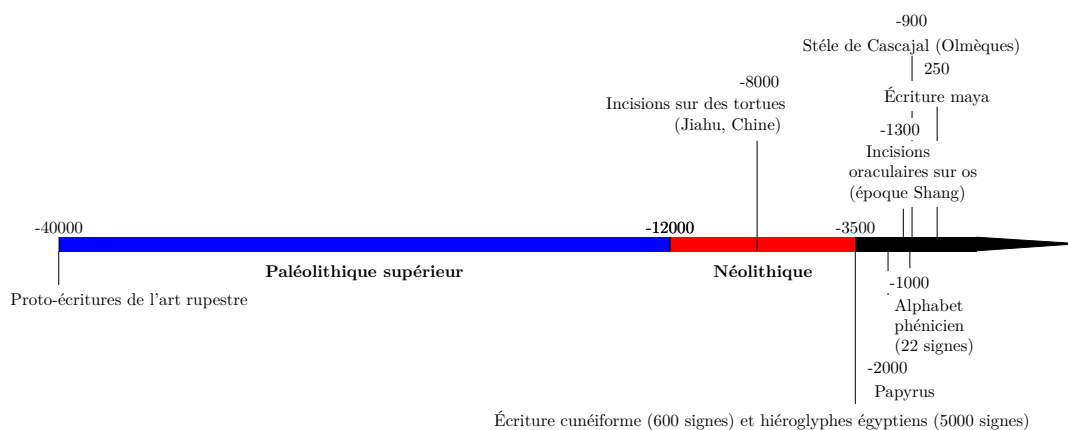 -900
Stéle de Cascajal (Olmèques)
250
-8000
Écriture maya
Incisions sur des tortues
(Jiahu, Chine)
-1300
Incisions
oraculaires sur os
(époque Shang)
-40000
-12000
-3500
Paléolithique supérieur
Néolithique
-1000
Proto-écritures de l'art rupestre
Alphabet
phénicien
(22 signes)
-2000
Papyrus
Écriture cunéiforme (600 signes) et hiéroglyphes égyptiens (5000 signes)